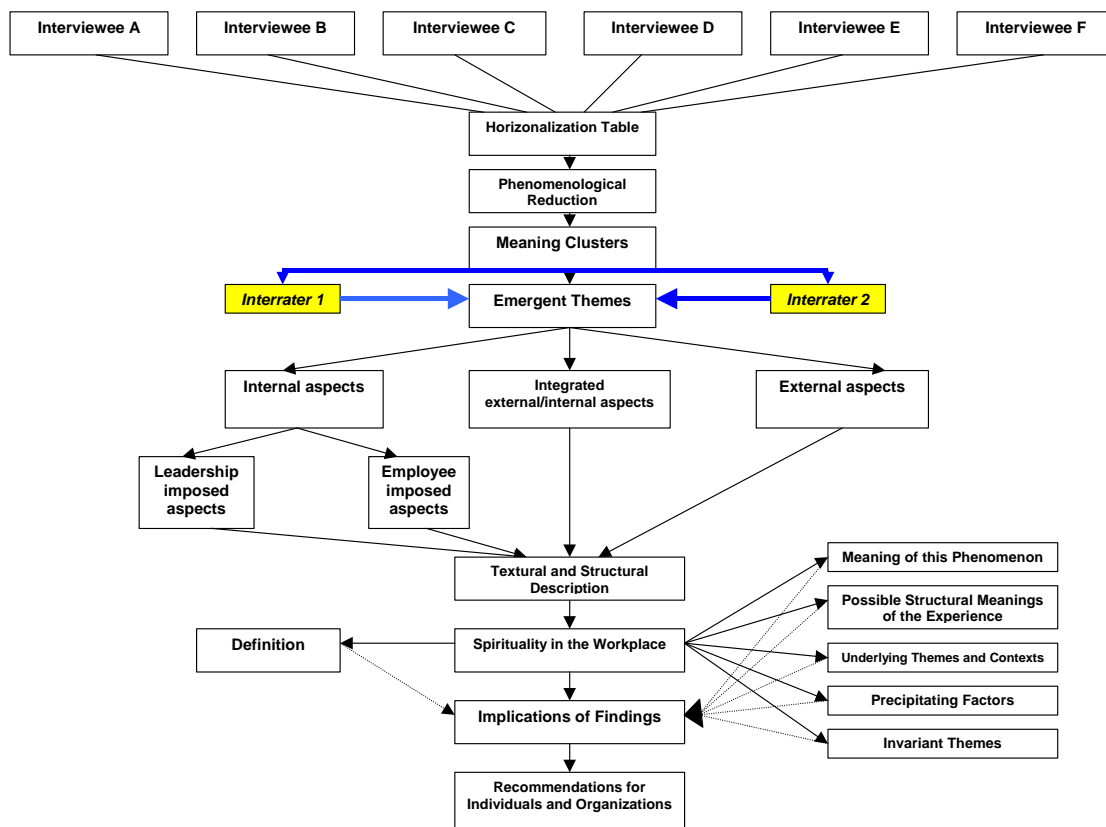 Interviewee A
Interviewee B
Interviewee C
Interviewee D
Interviewee E
Interviewee F
Horizonalization Table
Phenomenological
Reduction
Meaning Clusters
Interrater 1
Emergent Themes
Interrater 2
Internal aspects
Integrated
external/internal aspects
External aspects
Leadership
imposed
aspects
Employee
imposed
aspects
Textural and Structural
Description
Meaning of this Phenomenon
Possible Structural Meanings
of the Experience
Definition
Spirituality in the Workplace
Underlying Themes and Contexts
Precipitating Factors
Implications of Findings
Invariant Themes
Recommendations for
Individuals and Organizations